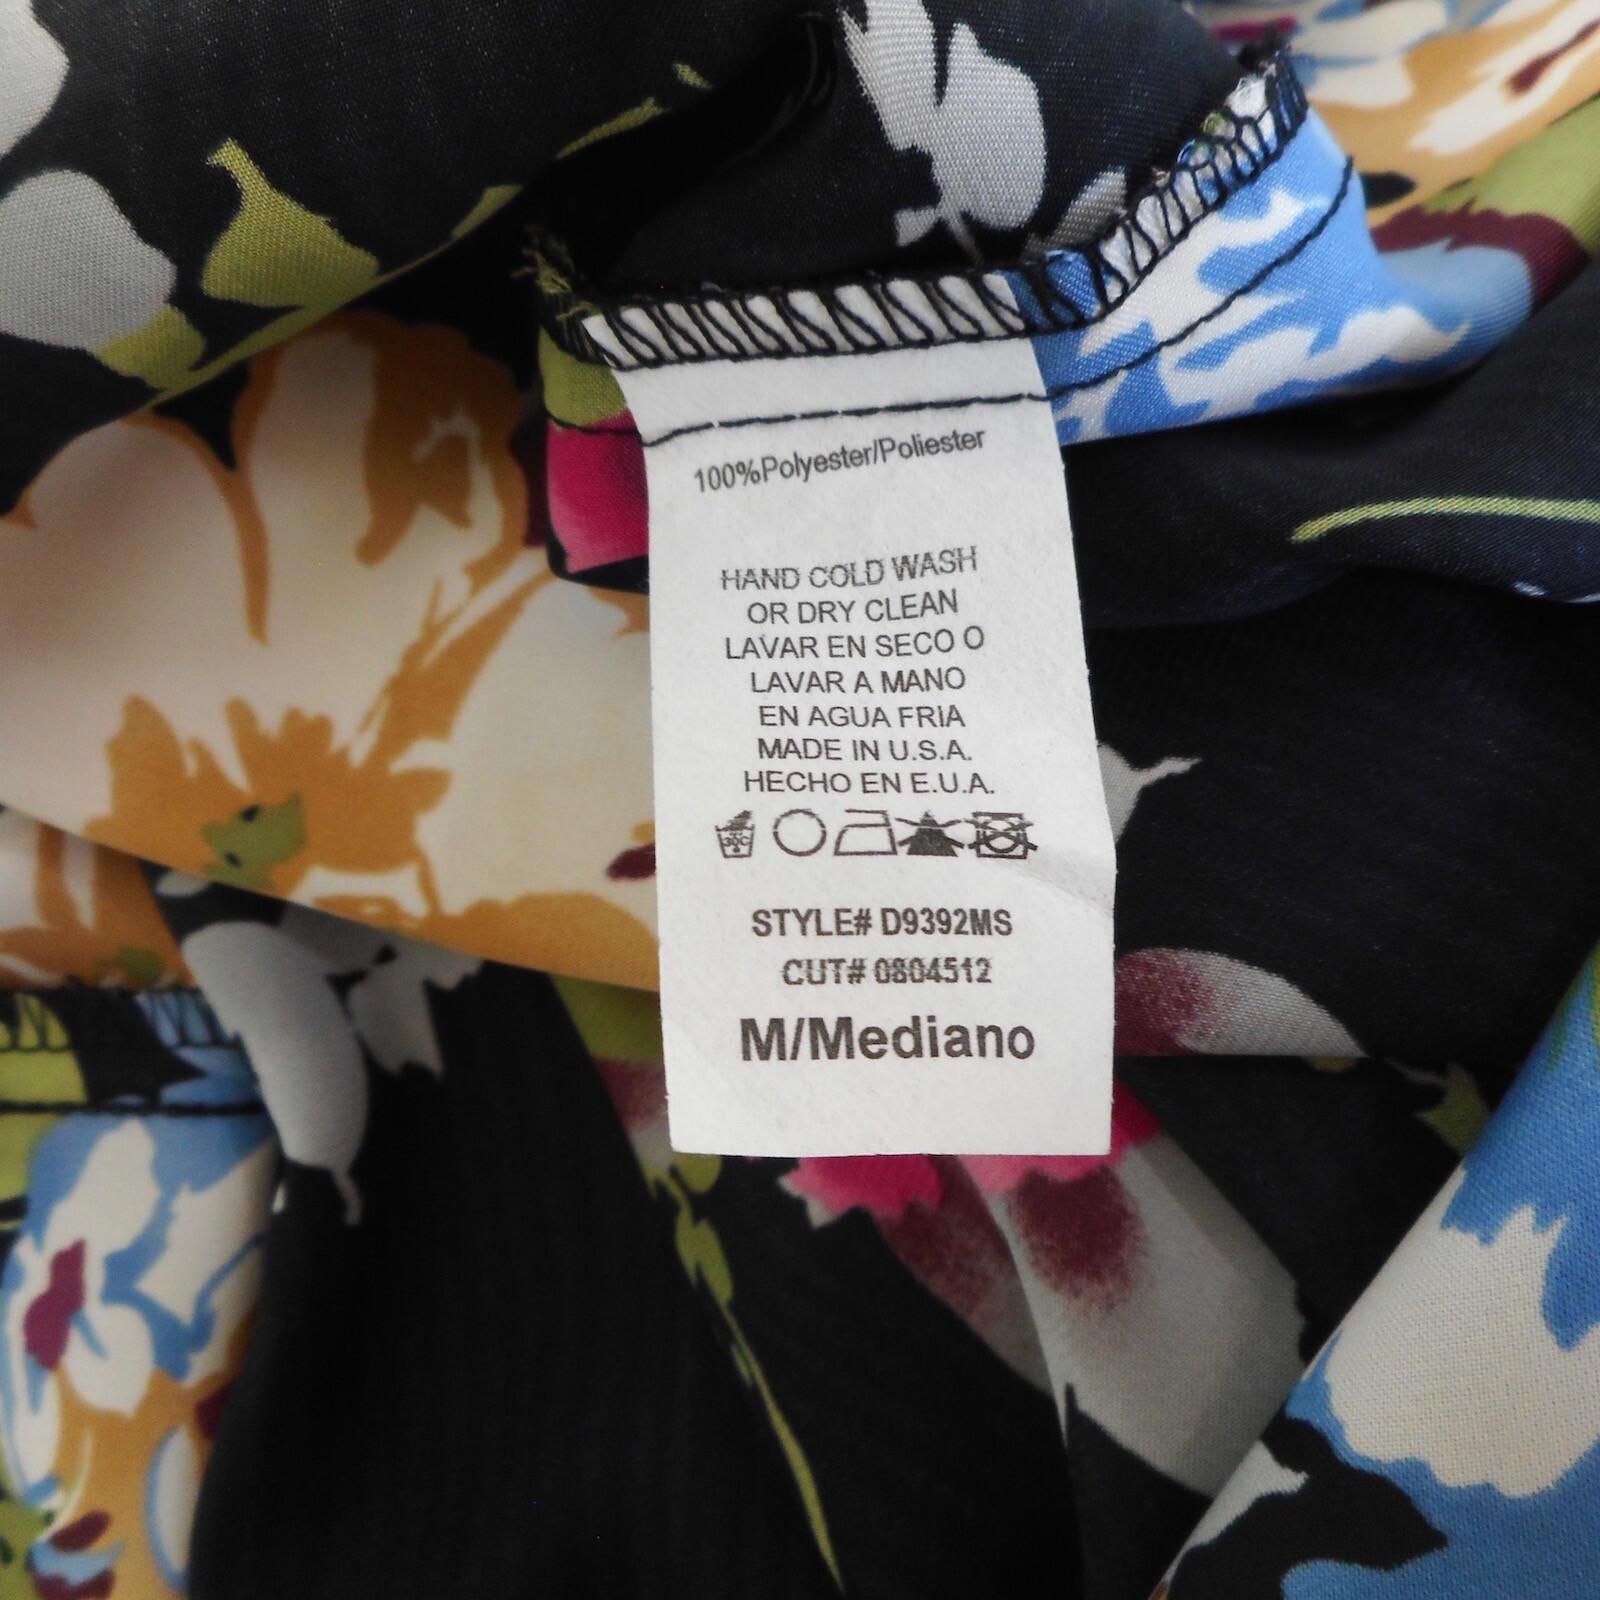 100%Polyester/Poliester
HAND COLD WASH
OR DRY CLEAN
LAVAR EN SECO O
LAVAR A MANO
EN AGUA FRIA
MADE IN U.S.A.
HECHO EN E.U.A.
30C
STYLE# D9392MS
CUT# 0804512
M/Mediano